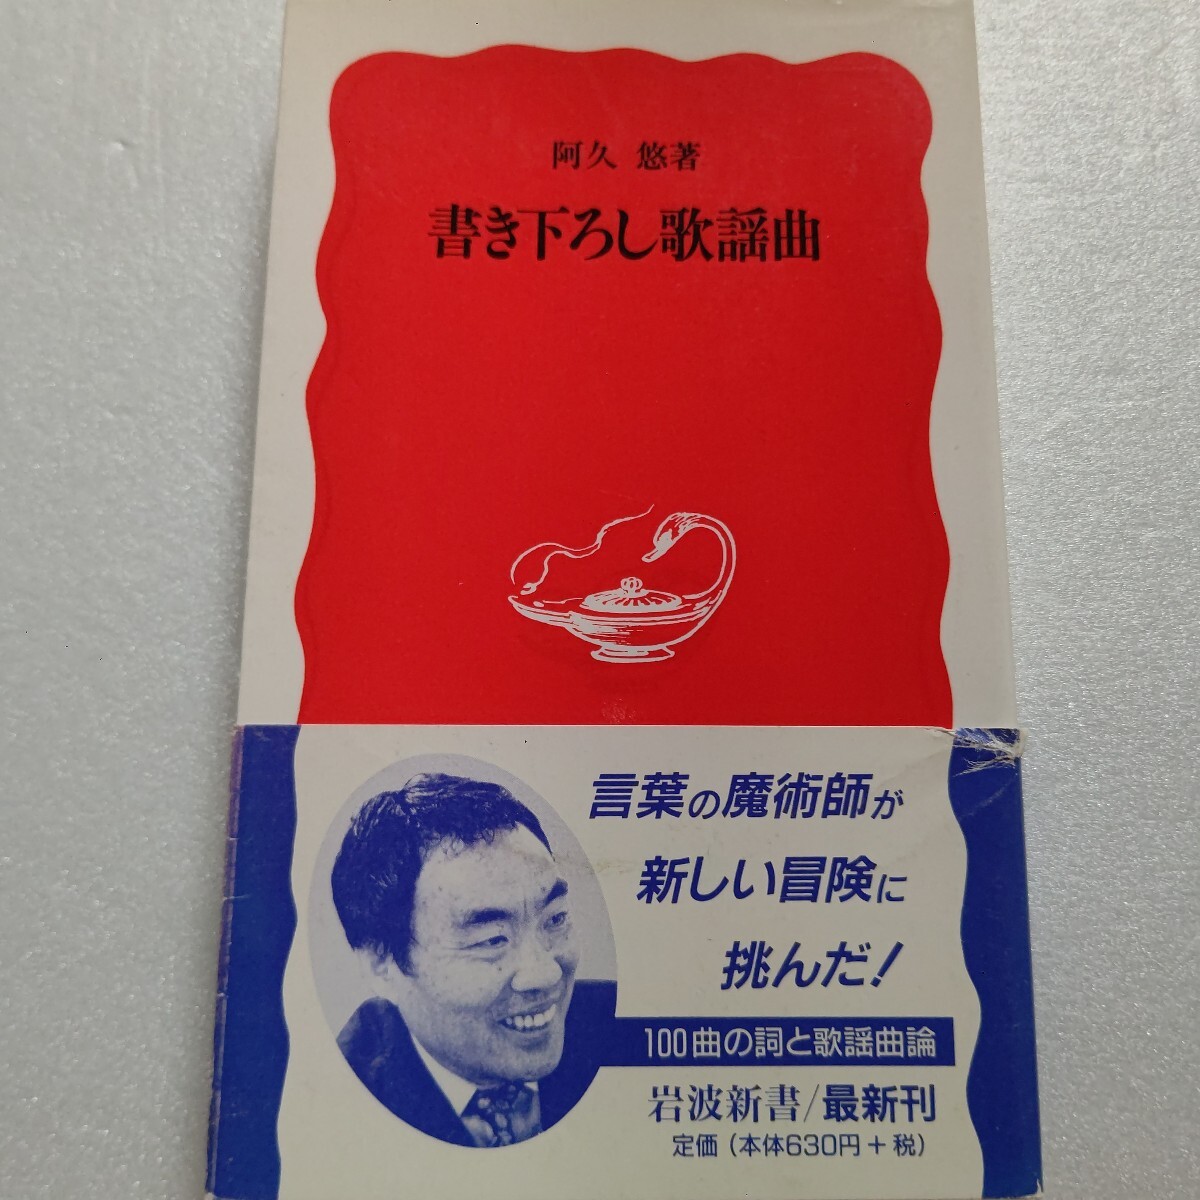 阿久 悠著
書き下ろし歌謡曲
言葉の魔術師が
新しい冒険に
挑んだ!
100曲の詞と歌謡曲論
岩波新書/最新刊
定価(本体630円+税)